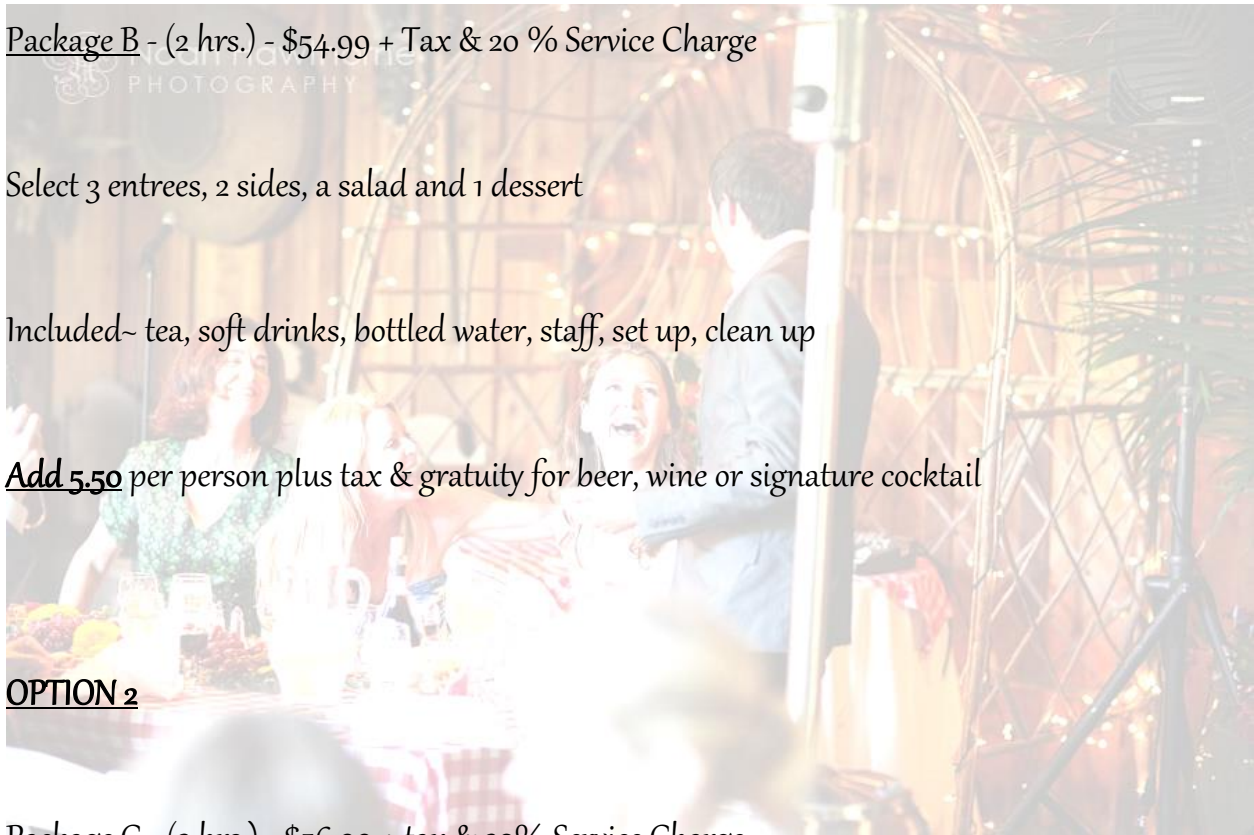 Package B - (2 hrs.) - $54.99 + Tax & 20 % Service Charge
PHOTOGRAPHY
Select 3 entrees, 2 sides, a salad and 1 dessert
Included~ tea, soft drinks, bottled water, staff, set up, clean up
Add 5.50 per person plus tax & gratuity for beer, wine or signature cocktail
OPTION 2